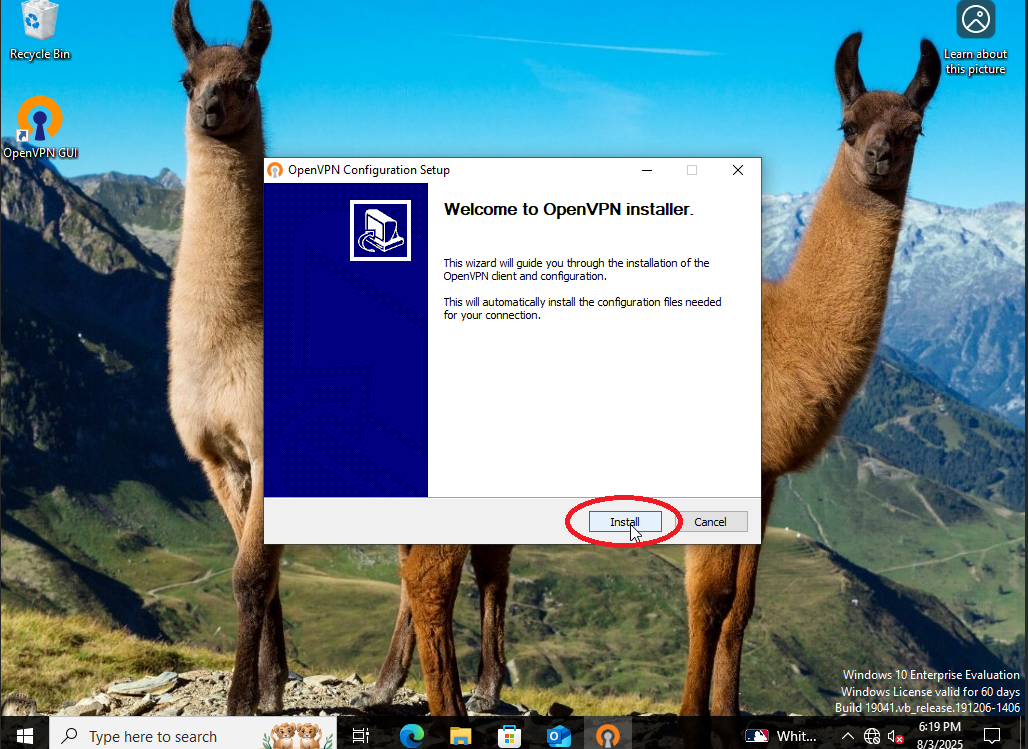 Recycle Bin
Learn about
this picture
OpenVPN GUI
OpenVPN Configuration Setup
Welcome to OpenVPN installer.
This wizard will guide you through the installation of the
OpenVPN client and configuration.
This will automatically install the configuration files needed
for your connection.
Install
Cancel
Windows 10 Enterprise Evaluation
Windows License valid for 60 days
Build 19041.vb_release.191206-1406
Type here to search
Whit...
6:19 PM
8/3/2025